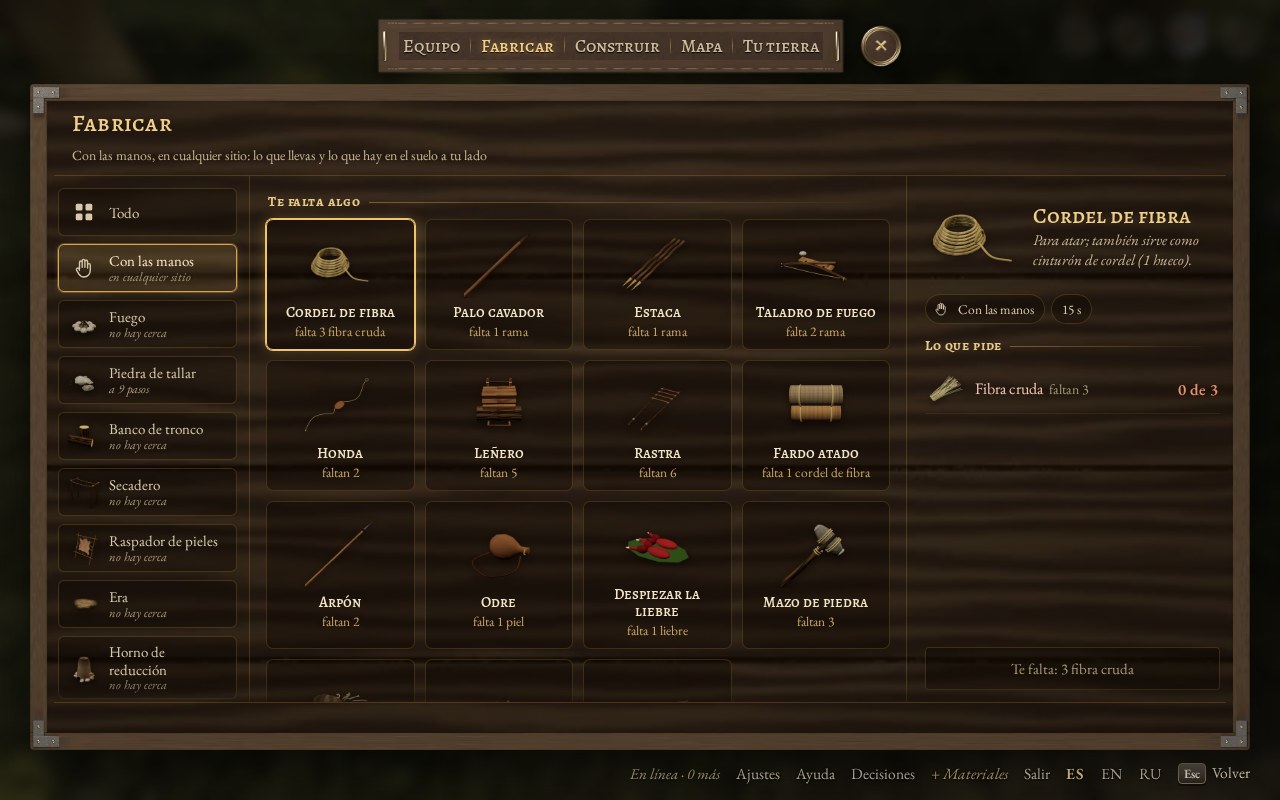 Equipo
Fabricar
Construir
Mapa
Tu tierra
Fabricar
Con las manos, en cualquier sitio: lo que llevas y lo que hay en el suelo a tu lado
Todo
Con las manos
en cualquier sitio
Fuego
no hay cerca
Piedra de tallar
a 9 pasos
Banco de tronco
no hay cerca
Secadero
no hay cerca
Raspador de pieles
no hay cerca
Era
no hay cerca
Horno de
reducción
no hay cerca
Te falta algo
Cordel de fibra
falta 3 fibra cruda
Palo cavador
falta 1 rama
Estaca
falta 1 rama
Taladro de fuego
falta 2 rama
Honda
faltan 2
Leñero
faltan 5
Rastra
faltan 6
Fardo atado
falta 1 cordel de fibra
Arpón
faltan 2
Odre
falta 1 piel
Despiezar la
liebre
falta 1 liebre
Mazo de piedra
faltan 3
Cordel de fibra
Para atar; también sirve como
cinturón de cordel (1 hueco).
Con las manos
15 s
Lo que pide
Fibra cruda faltan 3
0 de 3
Te falta: 3 fibra cruda
En línea · 0 más
Ajustes
Ayuda
Decisiones
+ Materiales
Salir
ES
EN
RU
Esc
Volver